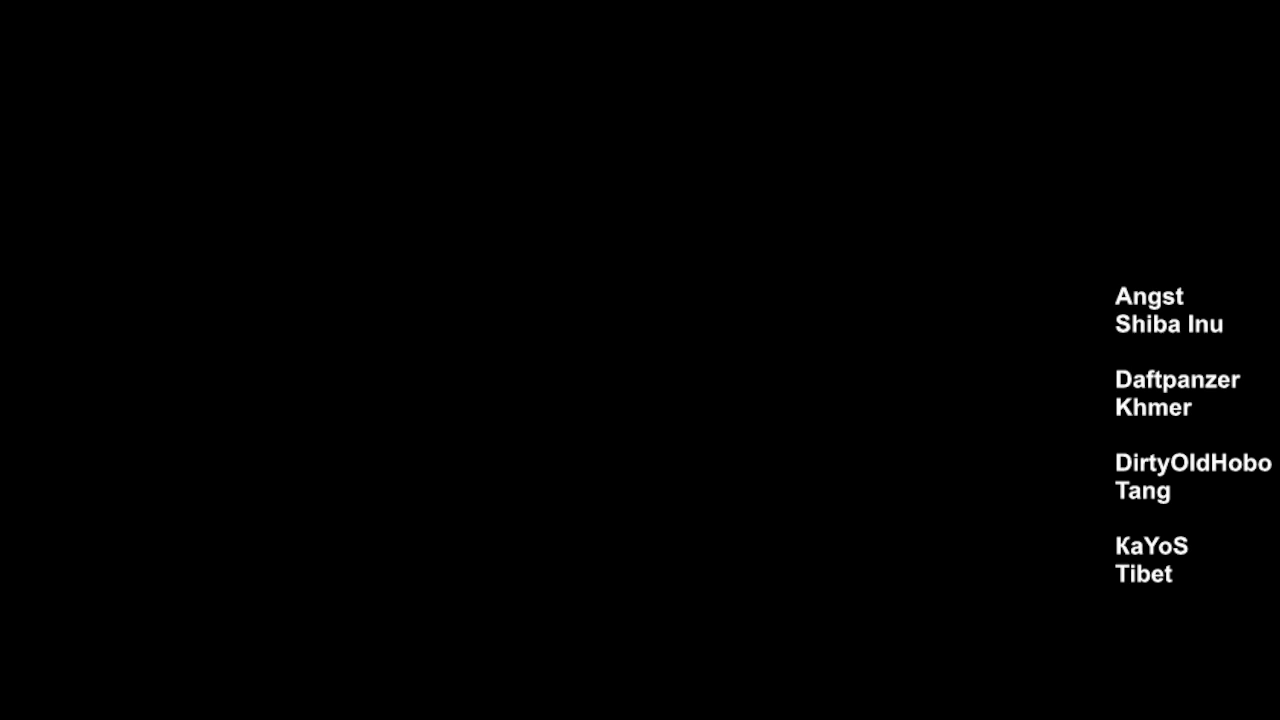 Angst
Shiba Inu
Daftpanzer
Khmer
DirtyOldHobo
Tang
KaYoS
Tibet